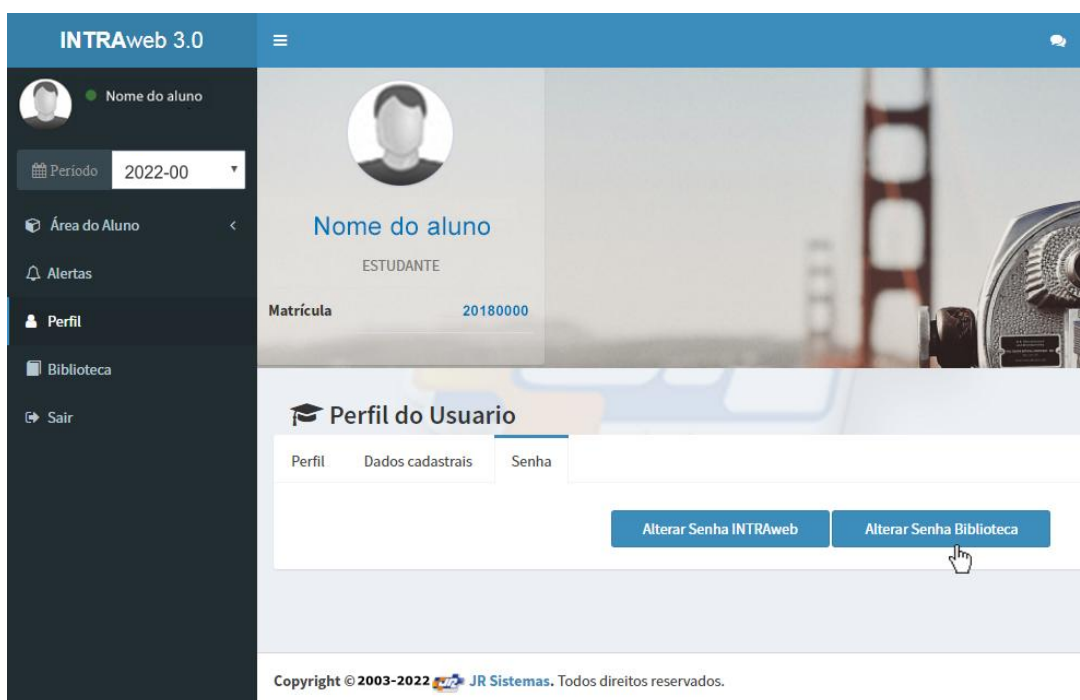 INTRAweb 3.0
Nome do aluno
Período 2022-00
Área do Aluno
Alertas
Perfil
Biblioteca
Sair
Nome do aluno
ESTUDANTE
Matrícula 20180000
Perfil do Usuario
Perfil Dados cadastrais Senha
Alterar Senha INTRAweb Alterar Senha Biblioteca
Copyright © 2003-2022 JR Sistemas. Todos direitos reservados.